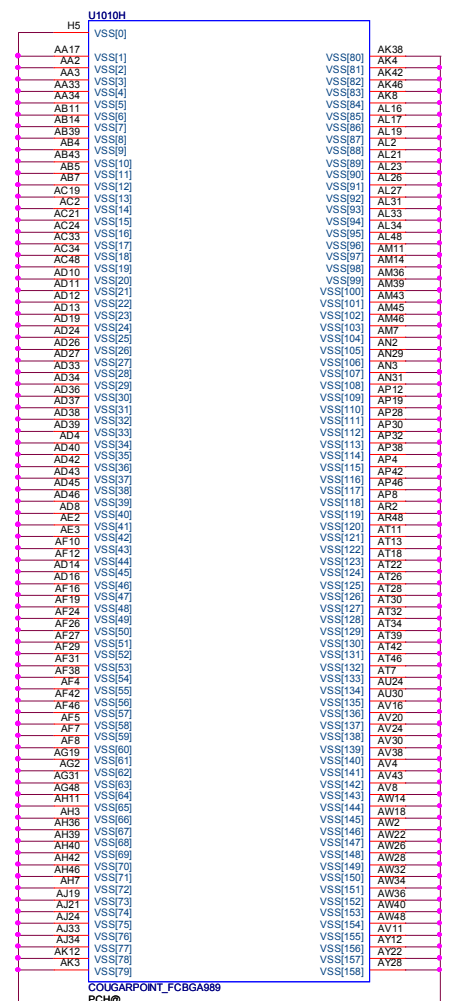 U1010H
H5 VSS[0]
AA17 VSS[1] VSS[80] AK38
AA2 VSS[2] VSS[81] AK4
AA3 VSS[3] VSS[82] AK42
AA33 VSS[4] VSS[83] AK46
AA34 VSS[5] VSS[84] AK8
AB11 VSS[6] VSS[85] AL16
AB14 VSS[7] VSS[86] AL17
AB39 VSS[8] VSS[87] AL19
AB4 VSS[9] VSS[88] AL2
AB43 VSS[10] VSS[89] AL21
AB5 VSS[11] VSS[90] AL23
AB7 VSS[12] VSS[91] AL26
AC19 VSS[13] VSS[92] AL27
AC2 VSS[14] VSS[93] AL31
AC21 VSS[15] VSS[94] AL33
AC24 VSS[16] VSS[95] AL34
AC33 VSS[17] VSS[96] AL48
AC34 VSS[18] VSS[97] AM11
AC48 VSS[19] VSS[98] AM14
AD10 VSS[20] VSS[99] AM36
AD11 VSS[21] VSS[100] AM39
AD12 VSS[22] VSS[101] AM43
AD13 VSS[23] VSS[102] AM45
AD19 VSS[24] VSS[103] AM46
AD24 VSS[25] VSS[104] AM7
AD26 VSS[26] VSS[105] AN2
AD27 VSS[27] VSS[106] AN29
AD33 VSS[28] VSS[107] AN3
AD34 VSS[29] VSS[108] AN31
AD36 VSS[30] VSS[109] AP12
AD37 VSS[31] VSS[110] AP19
AD38 VSS[32] VSS[111] AP28
AD39 VSS[33] VSS[112] AP30
AD4 VSS[34] VSS[113] AP32
AD40 VSS[35] VSS[114] AP38
AD42 VSS[36] VSS[115] AP4
AD43 VSS[37] VSS[116] AP42
AD45 VSS[38] VSS[117] AP46
AD46 VSS[39] VSS[118] AP8
AD8 VSS[40] VSS[119] AR2
AE2 VSS[41] VSS[120] AR48
AE3 VSS[42] VSS[121] AT11
AF10 VSS[43] VSS[122] AT13
AF12 VSS[44] VSS[123] AT18
AD14 VSS[45] VSS[124] AT22
AD16 VSS[46] VSS[125] AT26
AF16 VSS[47] VSS[126] AT28
AF19 VSS[48] VSS[127] AT30
AF24 VSS[49] VSS[128] AT32
AF26 VSS[50] VSS[129] AT34
AF27 VSS[51] VSS[130] AT39
AF29 VSS[52] VSS[131] AT42
AF31 VSS[53] VSS[132] AT46
AF38 VSS[54] VSS[133] AT7
AF4 VSS[55] VSS[134] AU24
AF42 VSS[56] VSS[135] AU30
AF46 VSS[57] VSS[136] AV16
AF5 VSS[58] VSS[137] AV20
AF7 VSS[59] VSS[138] AV24
AF8 VSS[60] VSS[139] AV30
AG19 VSS[61] VSS[140] AV38
AG2 VSS[62] VSS[141] AV4
AG31 VSS[63] VSS[142] AV43
AG48 VSS[64] VSS[143] AV8
AH11 VSS[65] VSS[144] AW14
AH3 VSS[66] VSS[145] AW18
AH36 VSS[67] VSS[146] AW2
AH39 VSS[68] VSS[147] AW22
AH40 VSS[69] VSS[148] AW26
AH42 VSS[70] VSS[149] AW28
AH46 VSS[71] VSS[150] AW32
AH7 VSS[72] VSS[151] AW34
AJ19 VSS[73] VSS[152] AW36
AJ21 VSS[74] VSS[153] AW40
AJ24 VSS[75] VSS[154] AW48
AJ33 VSS[76] VSS[155] AV11
AJ34 VSS[77] VSS[156] AY12
AK12 VSS[78] VSS[157] AY22
AK3 VSS[79] VSS[158] AY28
COUGARPOINT_FCBGA989
PCH@